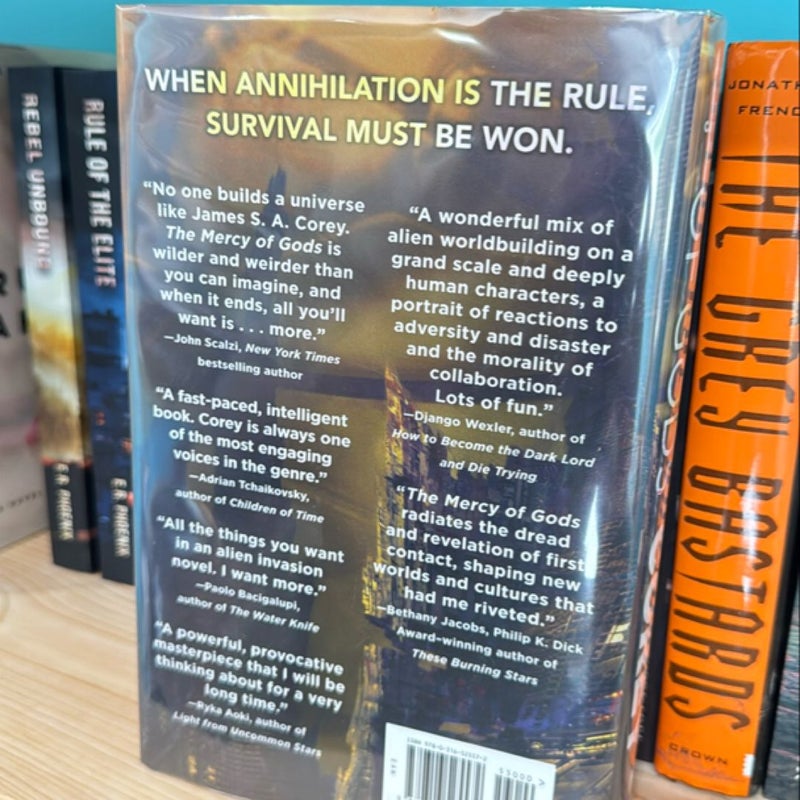 WHEN ANNIHILATION IS THE RULE,
SURVIVAL MUST BE WON.
"No one builds a universe
like James S. A. Corey.
The Mercy of Gods is
wilder and weirder than
you can imagine, and
when it ends, all you'll
want is . . . more."
—John Scalzi, New York Times
bestselling author
"A fast-paced, intelligent
book. Corey is always one
of the most engaging
voices in the genre."
—Adrian Tchaikovsky,
author of Children of Time
"All the things you want
in an alien invasion
novel. I want more."
—Paolo Bacigalupi,
author of The Water Knife
"A powerful, provocative
masterpiece that I will be
thinking about for a very
long time."
—Ryka Aoki, author of
Light from Uncommon Stars
"A wonderful mix of
alien worldbuilding on a
grand scale and deeply
human characters, a
portrait of reactions to
adversity and disaster
and the morality of
collaboration.
Lots of fun."
—Django Wexler, author of
How to Become the Dark Lord
and Die Trying
"The Mercy of Gods
radiates the dread
and revelation of first
contact, shaping new
worlds and cultures that
had me riveted."
—Bethany Jacobs, Philip K. Dick
Award-winning author of
These Burning Stars
EAN
55000
REBEL UNBOUND
E.R. PHOENIX
RULE OF THE ELITE
E.R. PHOENIX
JONATH
FRENC
THE GREY BASTARDS
CROWN